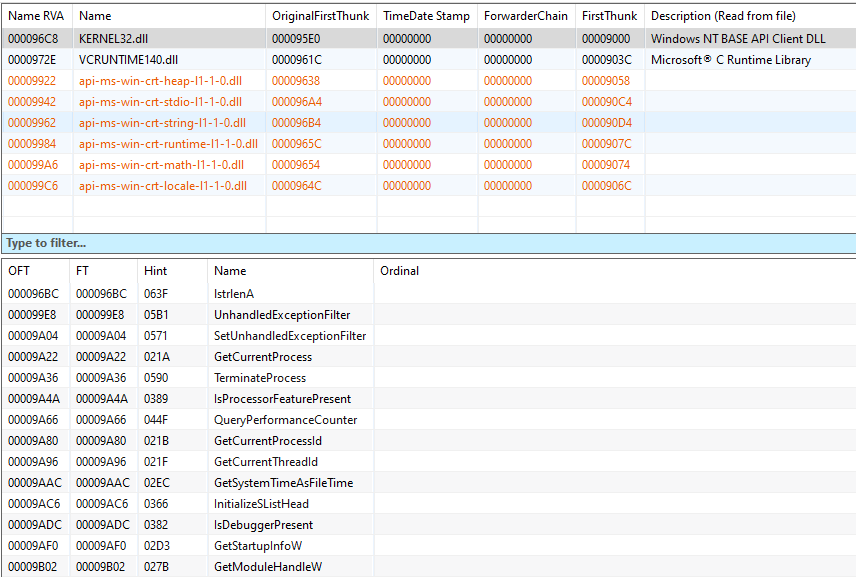 Name RVA Name OriginalFirstThunk TimeDate Stamp ForwarderChain FirstThunk Description (Read from file)
000096C8 KERNEL32.dll 000095E0 00000000 00000000 00009000 Windows NT BASE API Client DLL
0000972E VCRUNTIME140.dll 0000961C 00000000 00000000 0000903C Microsoft® C Runtime Library
00009922 api-ms-win-crt-heap-l1-1-0.dll 00009638 00000000 00000000 00009058
00009942 api-ms-win-crt-stdio-l1-1-0.dll 000096A4 00000000 00000000 000090C4
00009962 api-ms-win-crt-string-l1-1-0.dll 000096B4 00000000 00000000 000090D4
00009984 api-ms-win-crt-runtime-l1-1-0.dll 0000965C 00000000 00000000 0000907C
000099A6 api-ms-win-crt-math-l1-1-0.dll 00009654 00000000 00000000 00009074
000099C6 api-ms-win-crt-locale-l1-1-0.dll 0000964C 00000000 00000000 0000906C
Type to filter...
OFT FT Hint Name Ordinal
000096BC 000096BC 063F lstrlenA
000099E8 000099E8 05B1 UnhandledExceptionFilter
00009A04 00009A04 0571 SetUnhandledExceptionFilter
00009A22 00009A22 021A GetCurrentProcess
00009A36 00009A36 0590 TerminateProcess
00009A4A 00009A4A 0389 IsProcessorFeaturePresent
00009A66 00009A66 044F QueryPerformanceCounter
00009A80 00009A80 021B GetCurrentProcessId
00009A96 00009A96 021F GetCurrentThreadId
00009AAC 00009AAC 02EC GetSystemTimeAsFileTime
00009AC6 00009AC6 0366 InitializeSListHead
00009ADC 00009ADC 0382 IsDebuggerPresent
00009AF0 00009AF0 02D3 GetStartupInfoW
00009B02 00009B02 027B GetModuleHandleW